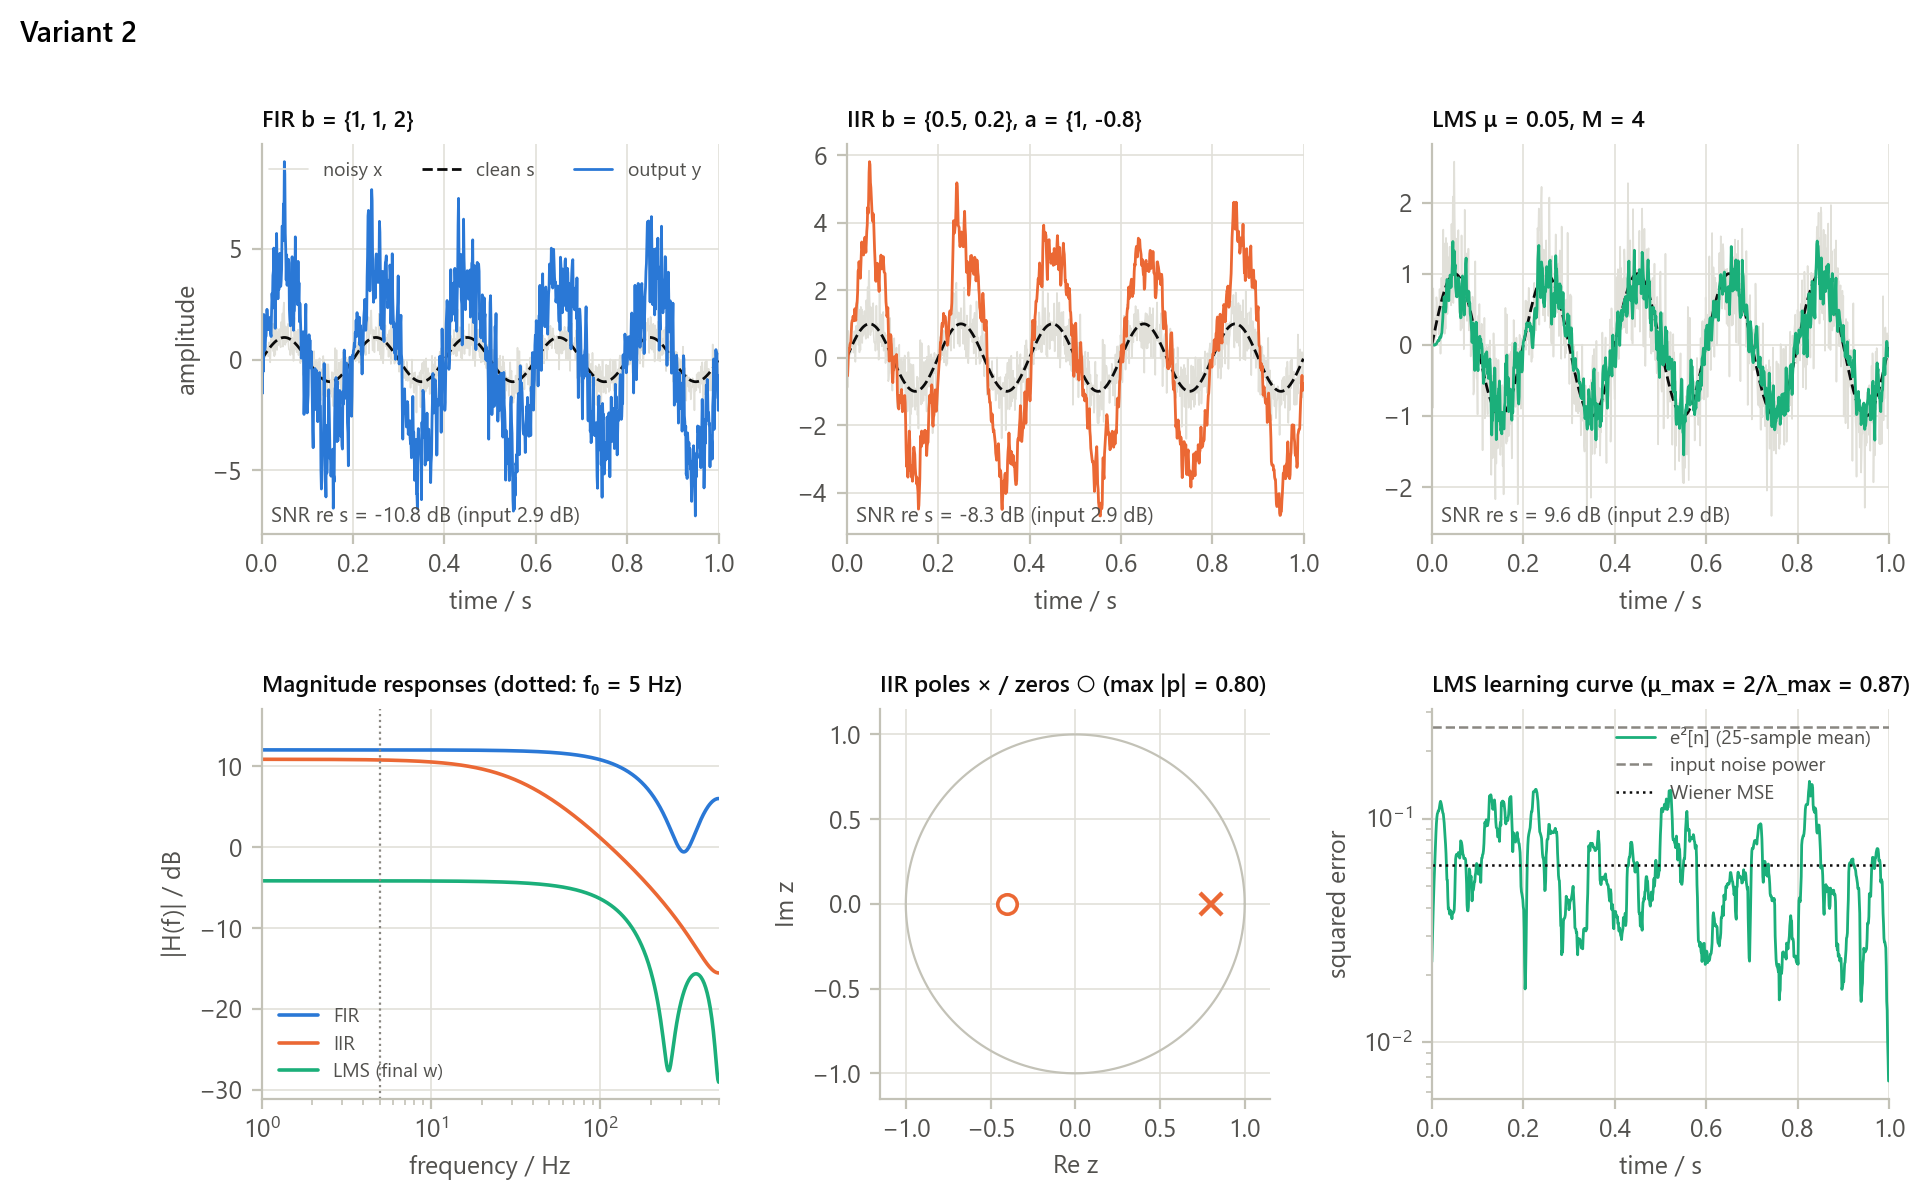 Variant 2
FIR b = {1, 1, 2}
noisy x
clean s
output y
5
0
−5
amplitude
SNR re s = -10.8 dB (input 2.9 dB)
0.0 0.2 0.4 0.6 0.8 1.0
time / s
IIR b = {0.5, 0.2}, a = {1, -0.8}
6
4
2
0
−2
−4
SNR re s = -8.3 dB (input 2.9 dB)
0.0 0.2 0.4 0.6 0.8 1.0
time / s
LMS μ = 0.05, M = 4
2
1
0
−1
−2
SNR re s = 9.6 dB (input 2.9 dB)
0.0 0.2 0.4 0.6 0.8 1.0
time / s
Magnitude responses (dotted: f₀ = 5 Hz)
10
0
−10
−20
−30
|H(f)| / dB
FIR
IIR
LMS (final w)
10⁰ 10¹ 10²
frequency / Hz
IIR poles × / zeros ○ (max |p| = 0.80)
1.0
0.5
0.0
−0.5
−1.0
Im z
−1.0 −0.5 0.0 0.5 1.0
Re z
LMS learning curve (μ_max = 2/λ_max = 0.87)
e²[n] (25-sample mean)
input noise power
Wiener MSE
10⁻¹
10⁻²
squared error
0.0 0.2 0.4 0.6 0.8 1.0
time / s